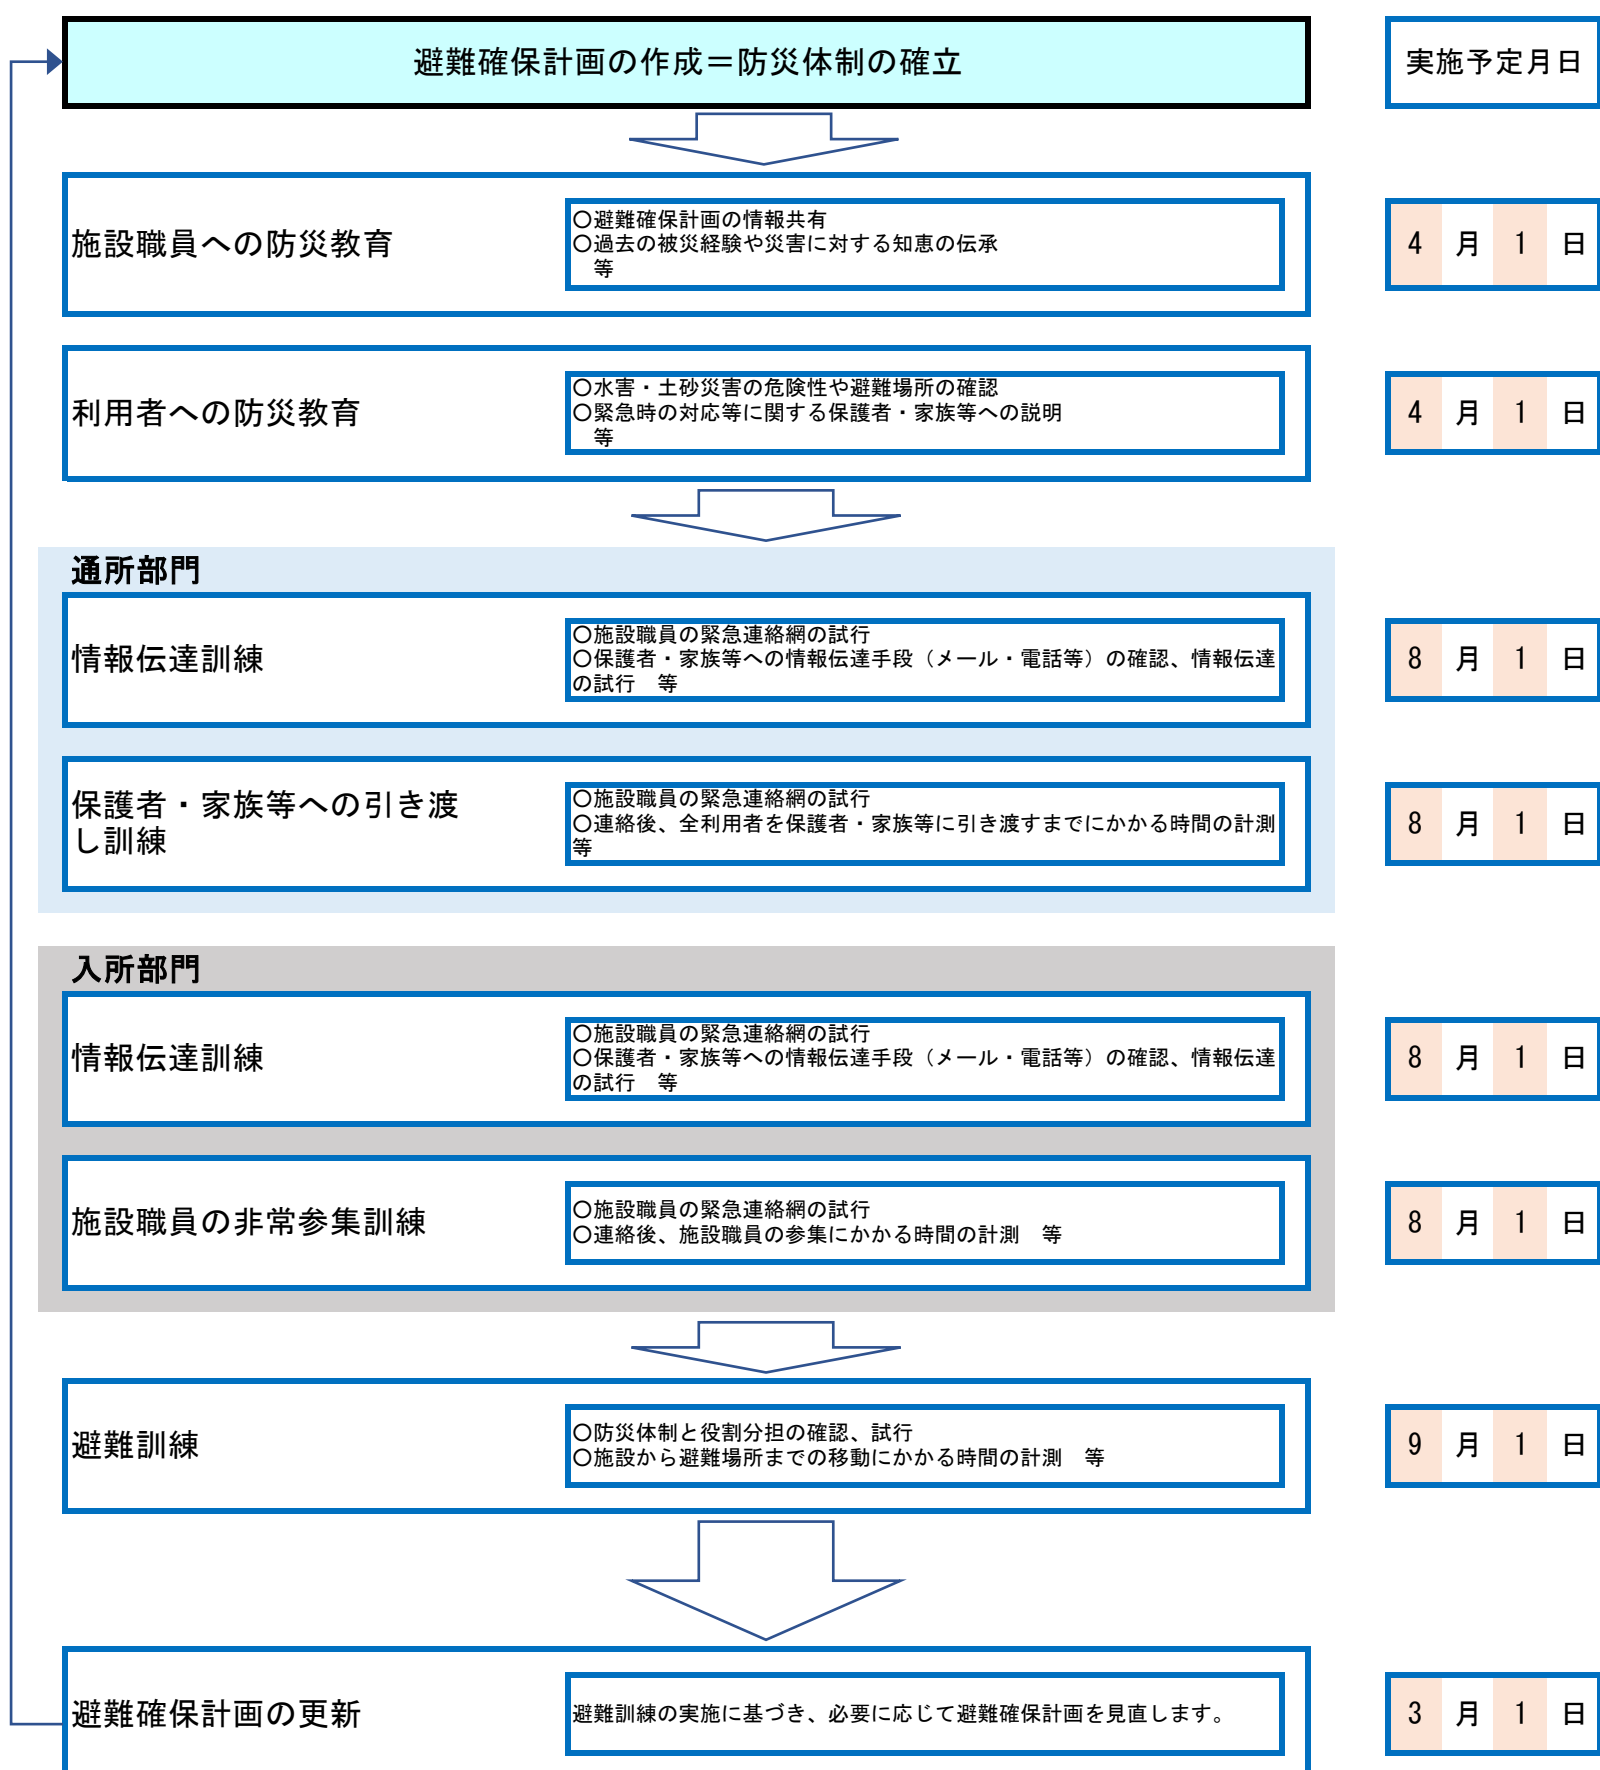 避難確保計画の作成＝防災体制の確立
実施予定月日
施設職員への防災教育
〇避難確保計画の情報共有
〇過去の被災経験や災害に対する知恵の伝承
等
4 月 1 日
利用者への防災教育
〇水害・土砂災害の危険性や避難場所の確認
〇緊急時の対応等に関する保護者・家族等への説明
等
4 月 1 日
通所部門
情報伝達訓練
〇施設職員の緊急連絡網の試行
〇保護者・家族等への情報伝達手段（メール・電話等）の確認、情報伝達
の試行　等
8 月 1 日
保護者・家族等への引き渡
し訓練
〇施設職員の緊急連絡網の試行
〇連絡後、全利用者を保護者・家族等に引き渡すまでにかかる時間の計測
等
8 月 1 日
入所部門
情報伝達訓練
〇施設職員の緊急連絡網の試行
〇保護者・家族等への情報伝達手段（メール・電話等）の確認、情報伝達
の試行　等
8 月 1 日
施設職員の非常参集訓練
〇施設職員の緊急連絡網の試行
〇連絡後、施設職員の参集にかかる時間の計測　等
8 月 1 日
避難訓練
〇防災体制と役割分担の確認、試行
〇施設から避難場所までの移動にかかる時間の計測　等
9 月 1 日
避難確保計画の更新
避難訓練の実施に基づき、必要に応じて避難確保計画を見直します。
3 月 1 日